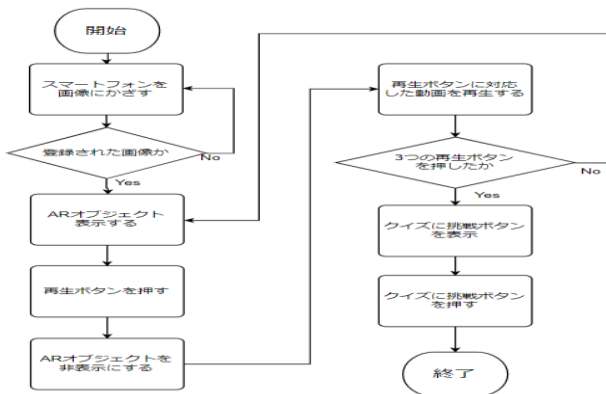 開始
スマートフォンを
画像にかざす
登録された画像か
No
Yes
ARオブジェクト
表示する
再生ボタンを押す
ARオブジェクトを
非表示にする
再生ボタンに対応
した動画を再生する
3つの再生ボタン
を押したか
No
Yes
クイズに挑戦ボタン
を表示
クイズに挑戦ボタン
を押す
終了